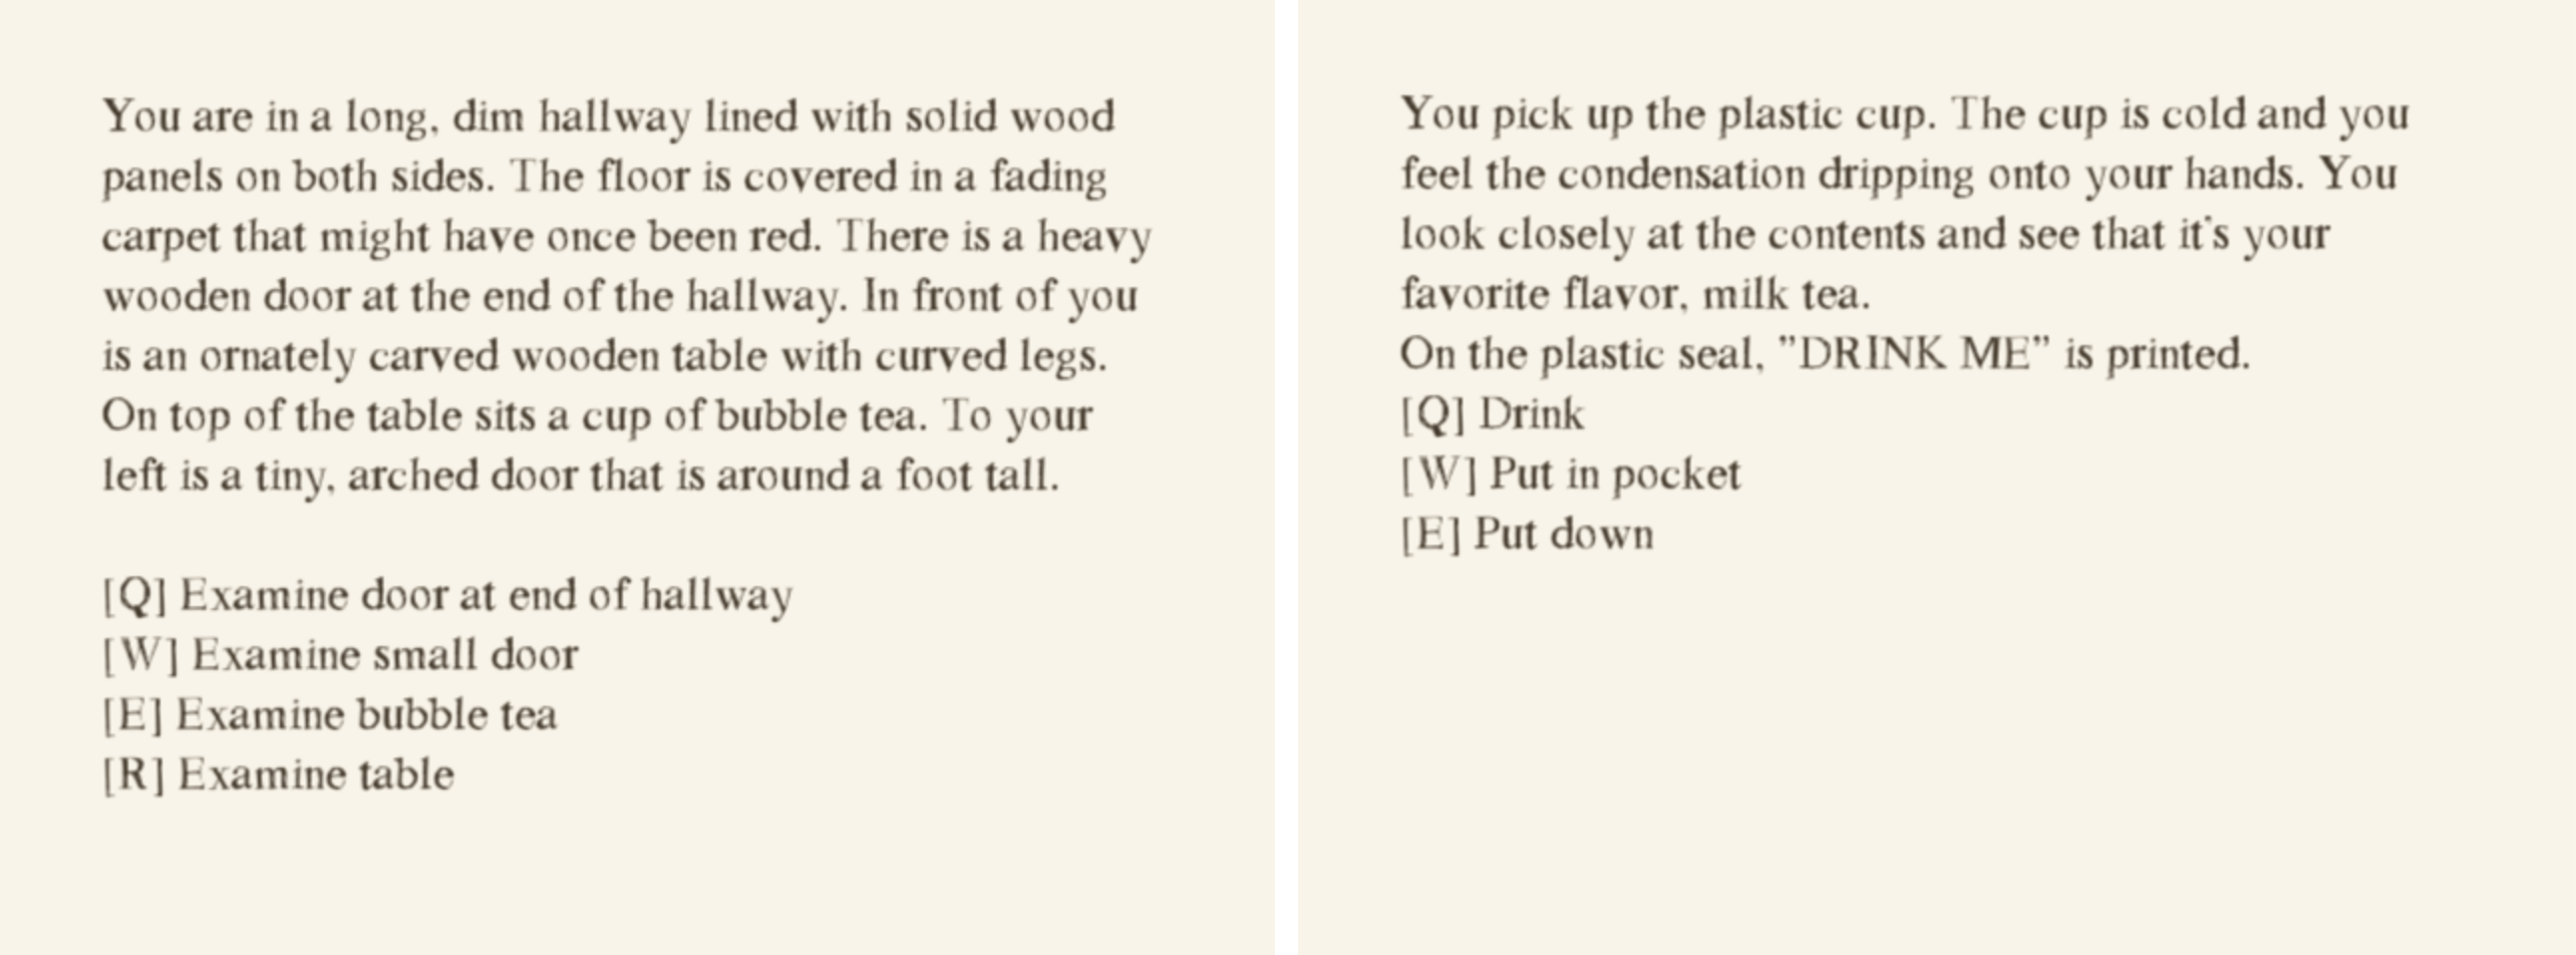 You are in a long, dim hallway lined with solid wood
panels on both sides. The floor is covered in a fading
carpet that might have once been red. There is a heavy
wooden door at the end of the hallway. In front of you
is an ornately carved wooden table with curved legs.
On top of the table sits a cup of bubble tea. To your
left is a tiny, arched door that is around a foot tall.
[Q] Examine door at end of hallway
[W] Examine small door
[E] Examine bubble tea
[R] Examine table
You pick up the plastic cup. The cup is cold and you
feel the condensation dripping onto your hands. You
look closely at the contents and see that it's your
favorite flavor, milk tea.
On the plastic seal, ”DRINK ME” is printed.
[Q] Drink
[W] Put in pocket
[E] Put down